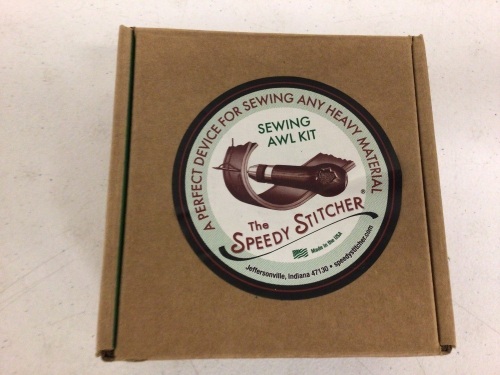 A PERFECT DEVICE FOR SEWING ANY HEAVY MATERIAL
SEWING
AWL KIT
The
SPEEDY STITCHER®
Made in the USA
Jeffersonville, Indiana 47130 • speedystitcher.com